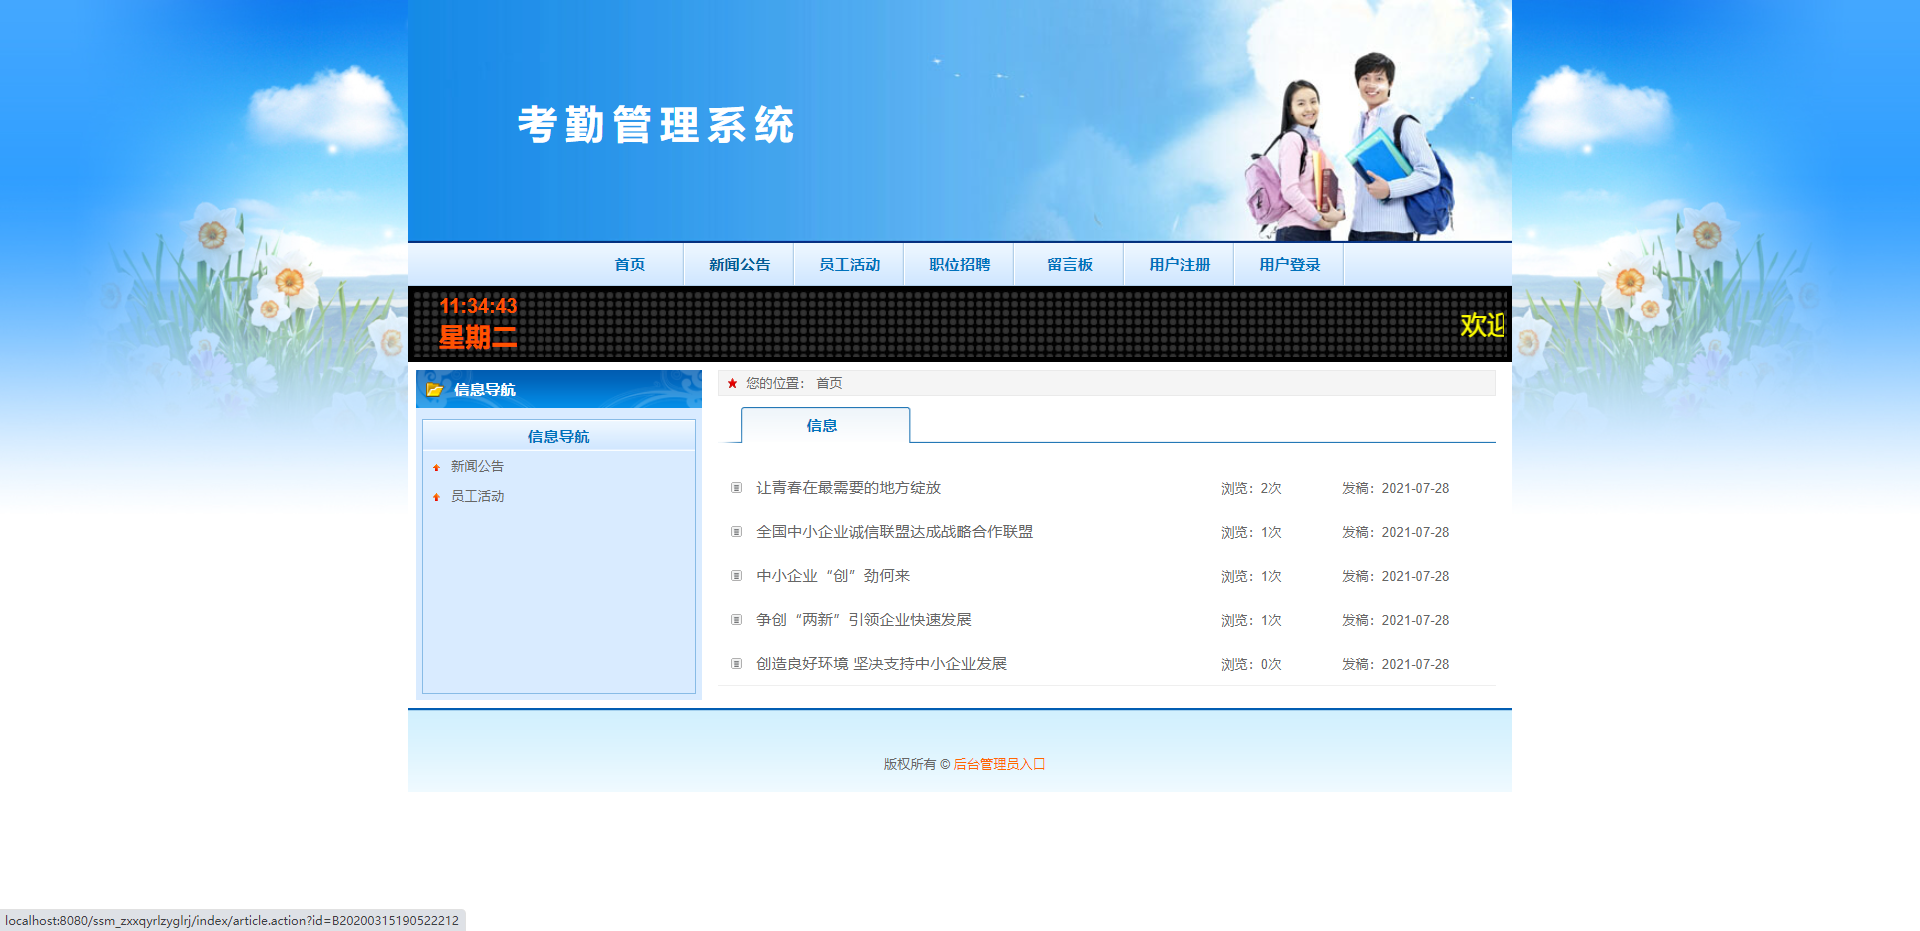 考勤管理系统
首页 新闻公告 员工活动 职位招聘 留言板 用户注册 用户登录
11:34:43
星期二
欢迎
信息导航
信息导航
新闻公告
员工活动
您的位置： 首页
信息
让青春在最需要的地方绽放 浏览：2次 发稿：2021-07-28
全国中小企业诚信联盟达成战略合作联盟 浏览：1次 发稿：2021-07-28
中小企业“创”劲何来 浏览：1次 发稿：2021-07-28
争创“两新”引领企业快速发展 浏览：1次 发稿：2021-07-28
创造良好环境 坚决支持中小企业发展 浏览：0次 发稿：2021-07-28
版权所有 © 后台管理员入口
localhost:8080/ssm_zxxqyrlzyglrj/index/article.action?id=B20200315190522212